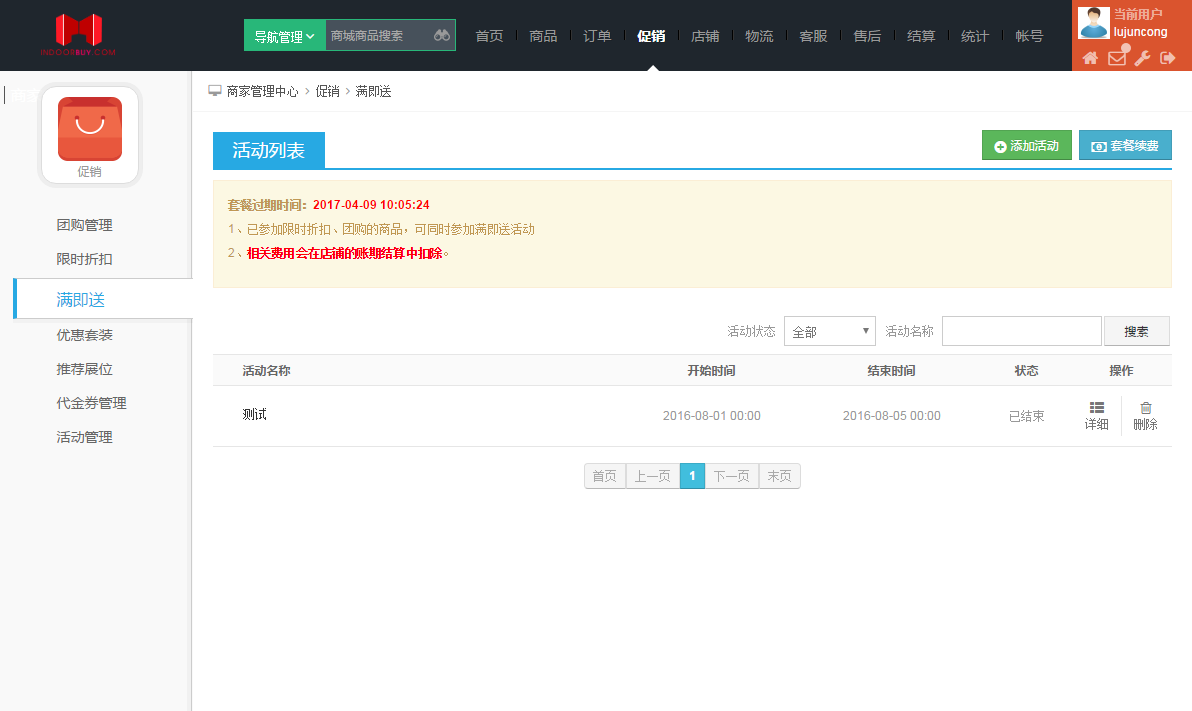 INDOORBUY.COM
导航管理
商城商品搜索
首页
商品
订单
促销
店铺
物流
客服
售后
结算
统计
帐号
当前用户
lujuncong
商家管理中心 › 促销 › 满即送
促销
团购管理
限时折扣
满即送
优惠套装
推荐展位
代金券管理
活动管理
活动列表
添加活动
套餐续费
套餐过期时间：2017-04-09 10:05:24
1、已参加限时折扣、团购的商品，可同时参加满即送活动
2、相关费用会在店铺的账期结算中扣除。
活动状态 全部 活动名称 搜索
活动名称 开始时间 结束时间 状态 操作
测试 2016-08-01 00:00 2016-08-05 00:00 已结束 详细 删除
首页 上一页 1 下一页 末页